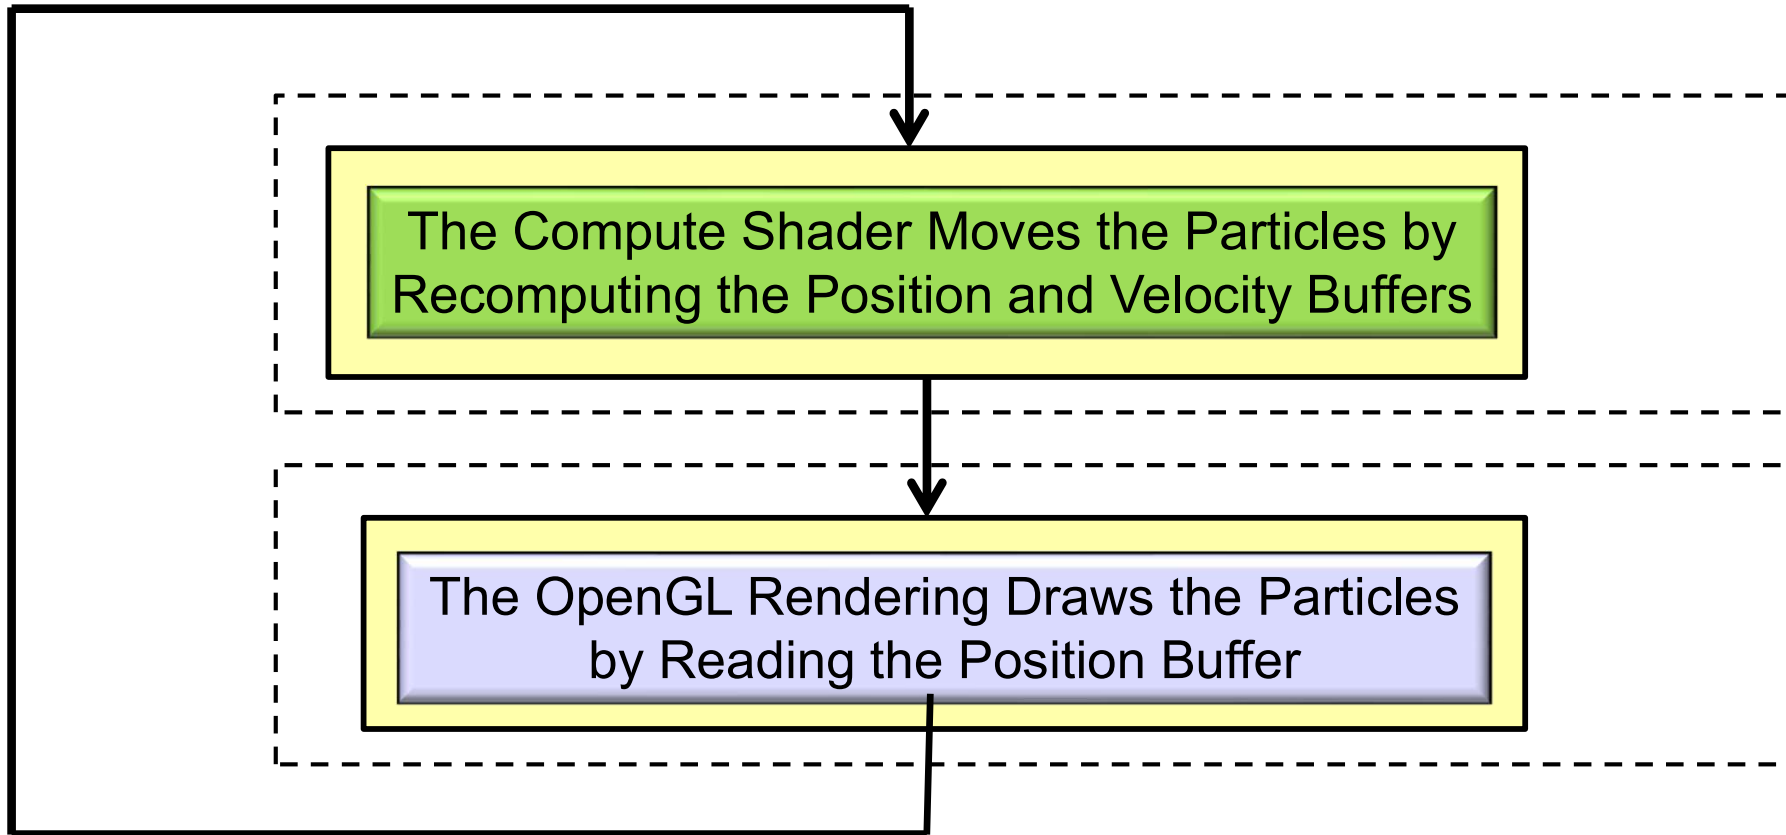 The Compute Shader Moves the Particles by
Recomputing the Position and Velocity Buffers
The OpenGL Rendering Draws the Particles
by Reading the Position Buffer